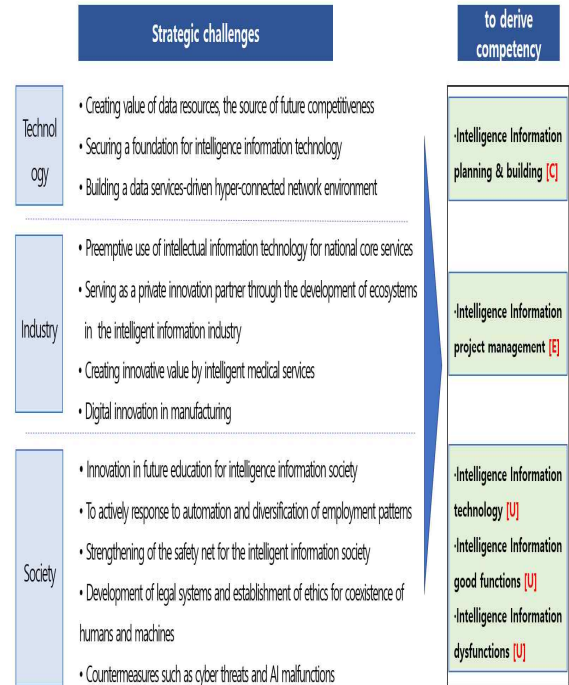 Strategic challenges
to derive
competency
Technol
ogy
• Creating value of data resources, the source of future competitiveness
• Securing a foundation for intelligence information technology
• Building a data services-driven hyper-connected network environment
·Intelligence Information
planning & building [C]
Industry
• Preemptive use of intellectual information technology for national core services
• Serving as a private innovation partner through the development of ecosystems
in the intelligent information industry
• Creating innovative value by intelligent medical services
• Digital innovation in manufacturing
·Intelligence Information
project management [E]
Society
• Innovation in future education for intelligence information society
• To actively response to automation and diversification of employment patterns
• Strengthening of the safety net for the intelligent information society
• Development of legal systems and establishment of ethics for coexistence of
humans and machines
• Countermeasures such as cyber threats and AI malfunctions
·Intelligence Information
technology [U]
·Intelligence Information
good functions [U]
·Intelligence Information
dysfunctions [U]